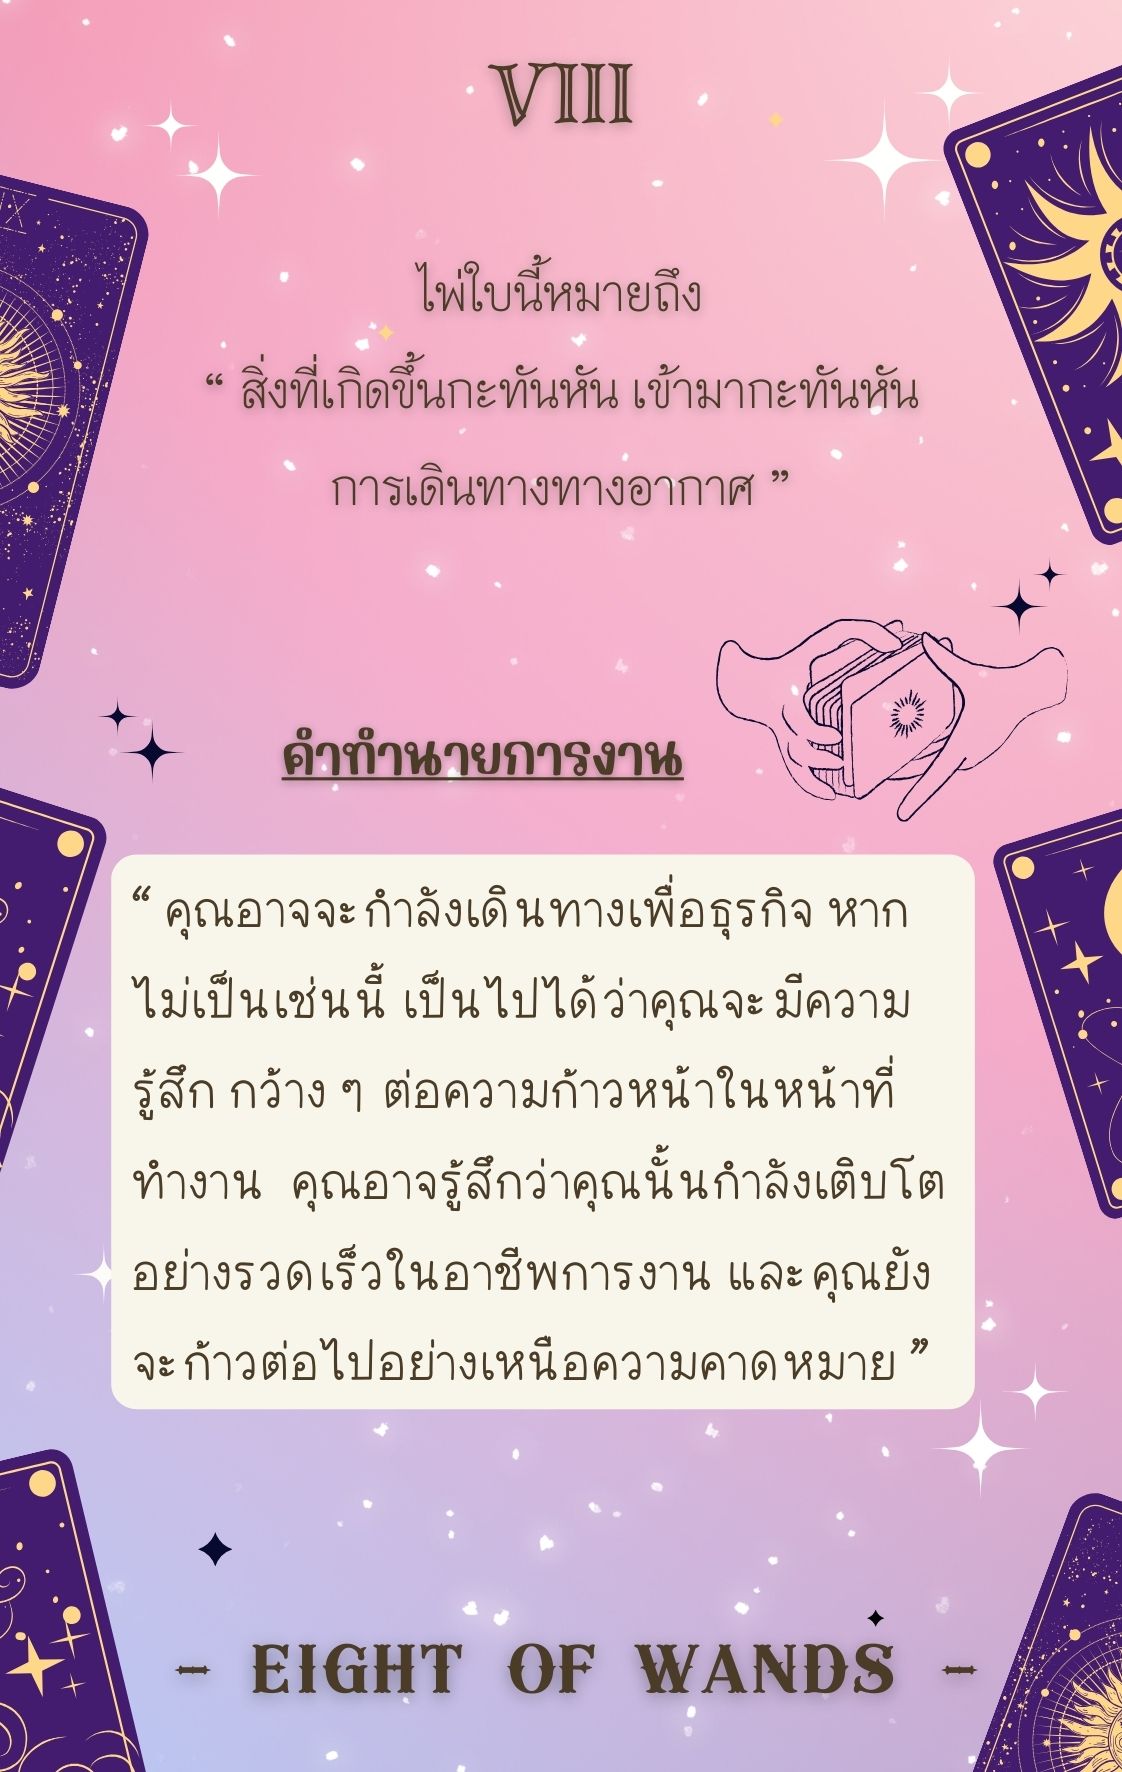 VIII
ไพ่ใบนี้หมายถึง
“ สิ่งที่เกิดขึ้นกะทันหัน เข้ามากะทันหัน
การเดินทางทางอากาศ ”
คำทำนายการงาน
“ คุณอาจจะกำลังเดินทางเพื่อธุรกิจ หาก
ไม่เป็นเช่นนี้ เป็นไปได้ว่าคุณจะมีความ
รู้สึก กว้าง ๆ ต่อความก้าวหน้าในหน้าที่
ทำงาน คุณอาจรู้สึกว่าคุณนั้นกำลังเติบโต
อย่างรวดเร็วในอาชีพการงาน และคุณยัง
จะก้าวต่อไปอย่างเหนือความคาดหมาย ”
- EIGHT OF WANDS -